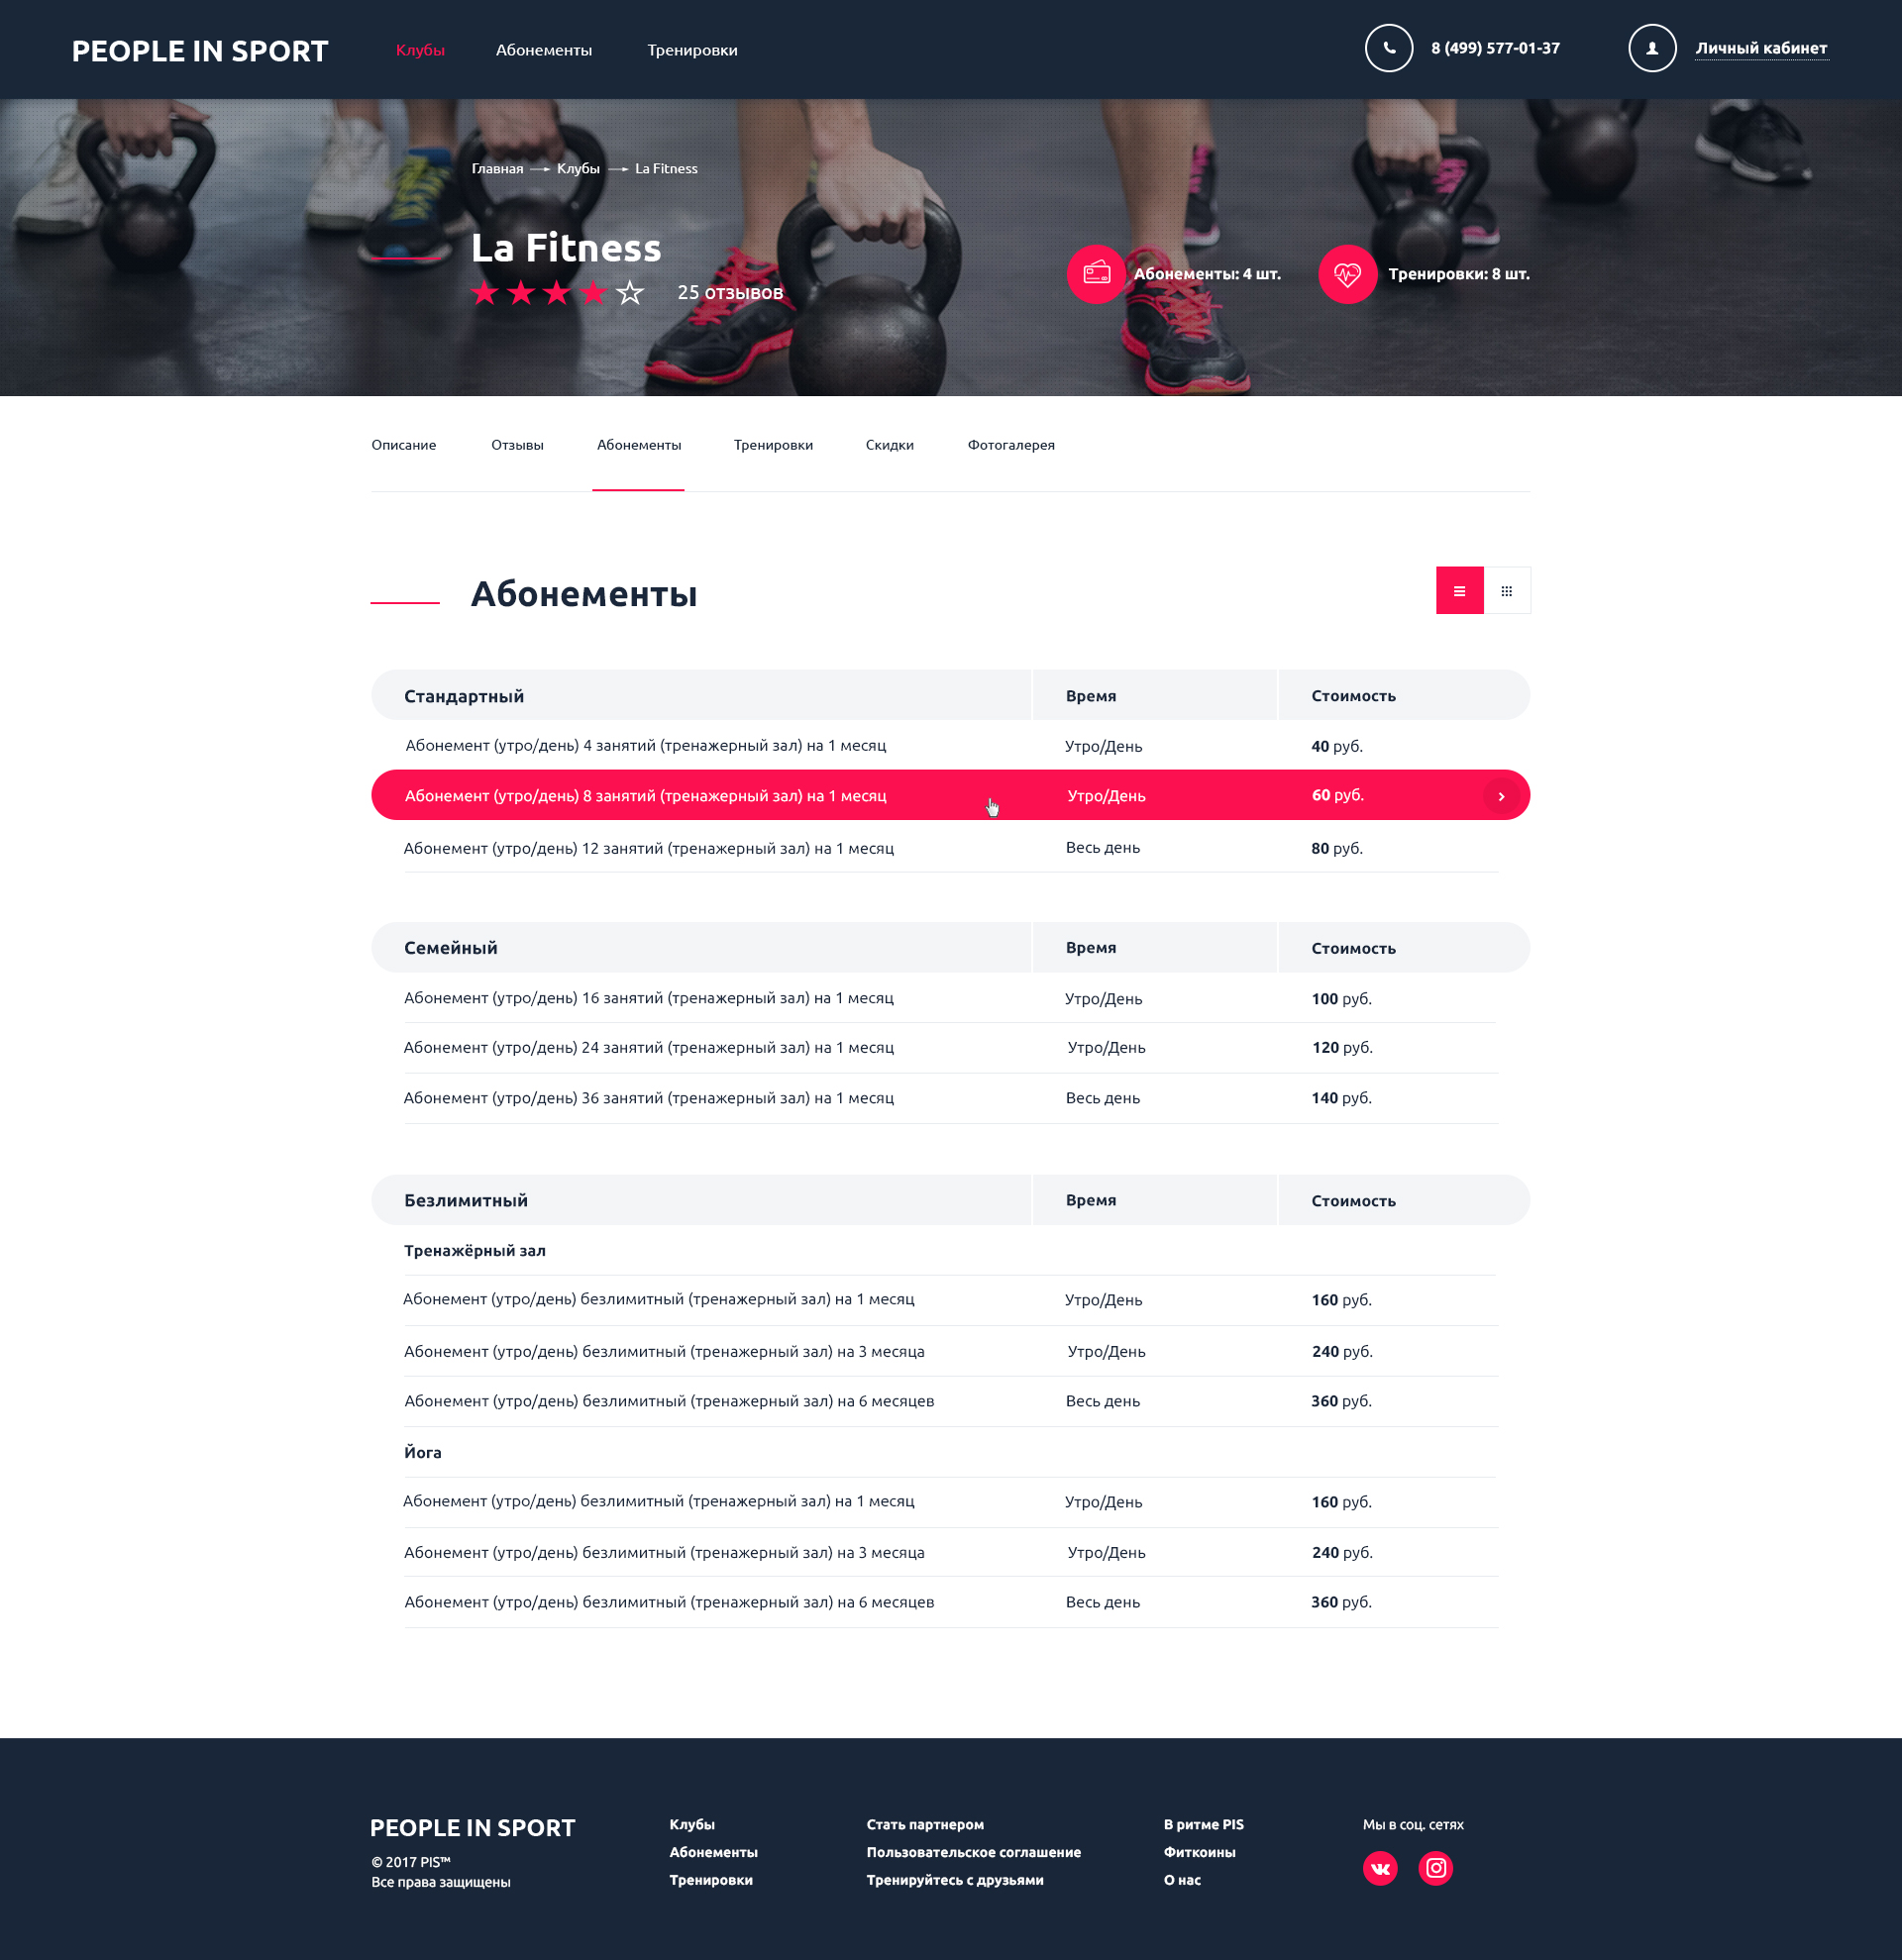 PEOPLE IN SPORT
Клубы
Абонементы
Тренировки
8 (499) 577-01-37
Личный кабинет
Главная Клубы La Fitness
La Fitness
25 отзывов
Абонементы: 4 шт.
Тренировки: 8 шт.
Описание
Отзывы
Абонементы
Тренировки
Скидки
Фотогалерея
Абонементы
Стандартный Время Стоимость
Абонемент (утро/день) 4 занятий (тренажерный зал) на 1 месяц Утро/День 40 руб.
Абонемент (утро/день) 8 занятий (тренажерный зал) на 1 месяц Утро/День 60 руб.
Абонемент (утро/день) 12 занятий (тренажерный зал) на 1 месяц Весь день 80 руб.
Семейный Время Стоимость
Абонемент (утро/день) 16 занятий (тренажерный зал) на 1 месяц Утро/День 100 руб.
Абонемент (утро/день) 24 занятий (тренажерный зал) на 1 месяц Утро/День 120 руб.
Абонемент (утро/день) 36 занятий (тренажерный зал) на 1 месяц Весь день 140 руб.
Безлимитный Время Стоимость
Тренажёрный зал
Абонемент (утро/день) безлимитный (тренажерный зал) на 1 месяц Утро/День 160 руб.
Абонемент (утро/день) безлимитный (тренажерный зал) на 3 месяца Утро/День 240 руб.
Абонемент (утро/день) безлимитный (тренажерный зал) на 6 месяцев Весь день 360 руб.
Йога
Абонемент (утро/день) безлимитный (тренажерный зал) на 1 месяц Утро/День 160 руб.
Абонемент (утро/день) безлимитный (тренажерный зал) на 3 месяца Утро/День 240 руб.
Абонемент (утро/день) безлимитный (тренажерный зал) на 6 месяцев Весь день 360 руб.
PEOPLE IN SPORT
© 2017 PIS™
Все права защищены
Клубы
Абонементы
Тренировки
Стать партнером
Пользовательское соглашение
Тренируйтесь с друзьями
В ритме PIS
Фиткоины
О нас
Мы в соц. сетях